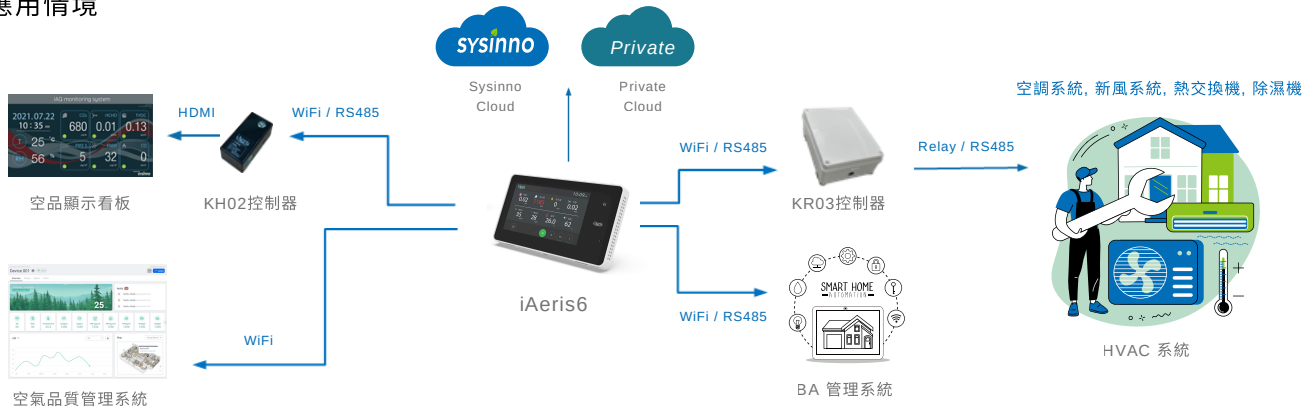 應用情境
sysinno
Private
Sysinno
Cloud
Private
Cloud
空調系統, 新風系統, 熱交換機, 除濕機
IAQ monitoring system
2021.07.22
10:35
25 °C
56 %
680
0.01
0.13
5
32
0
HDMI
WiFi / RS485
WiFi / RS485
Relay / RS485
空品顯示看板
KH02控制器
KR03控制器
iAeris6
SMART HOME
AUTOMATION
WiFi / RS485
WiFi
25
HVAC 系統
BA 管理系統
空氣品質管理系統